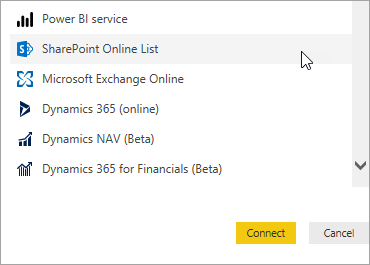 Power BI service
SharePoint Online List
Microsoft Exchange Online
Dynamics 365 (online)
Dynamics NAV (Beta)
Dynamics 365 for Financials (Beta)
Connect
Cancel